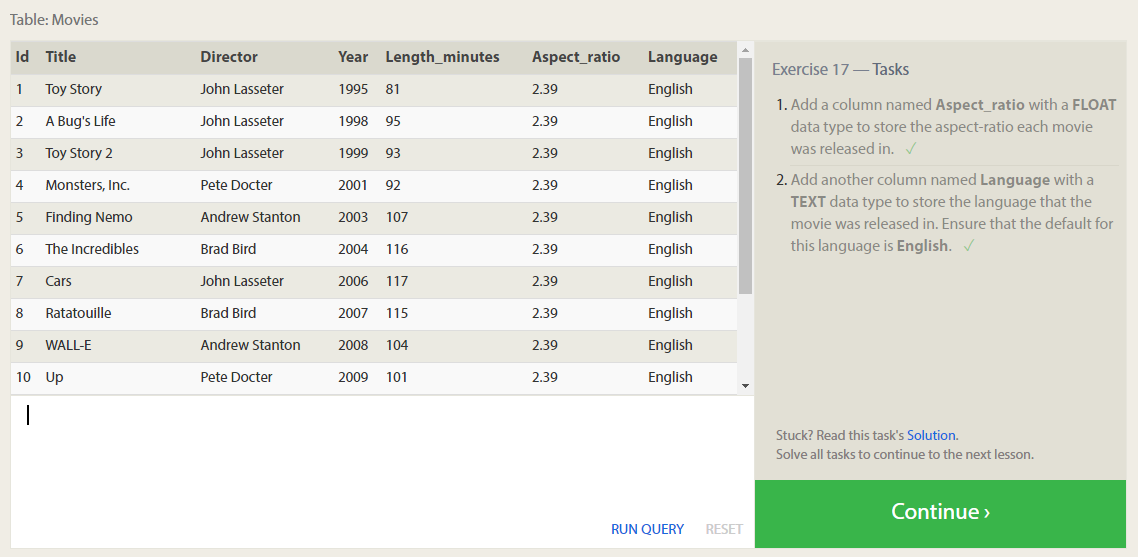 Table: Movies
Id Title Director Year Length_minutes Aspect_ratio Language
1 Toy Story John Lasseter 1995 81 2.39 English
2 A Bug's Life John Lasseter 1998 95 2.39 English
3 Toy Story 2 John Lasseter 1999 93 2.39 English
4 Monsters, Inc. Pete Docter 2001 92 2.39 English
5 Finding Nemo Andrew Stanton 2003 107 2.39 English
6 The Incredibles Brad Bird 2004 116 2.39 English
7 Cars John Lasseter 2006 117 2.39 English
8 Ratatouille Brad Bird 2007 115 2.39 English
9 WALL-E Andrew Stanton 2008 104 2.39 English
10 Up Pete Docter 2009 101 2.39 English
RUN QUERY RESET
Exercise 17 — Tasks
1. Add a column named Aspect_ratio with a FLOAT
data type to store the aspect-ratio each movie
was released in. ✓
2. Add another column named Language with a
TEXT data type to store the language that the
movie was released in. Ensure that the default for
this language is English. ✓
Stuck? Read this task's Solution.
Solve all tasks to continue to the next lesson.
Continue ›